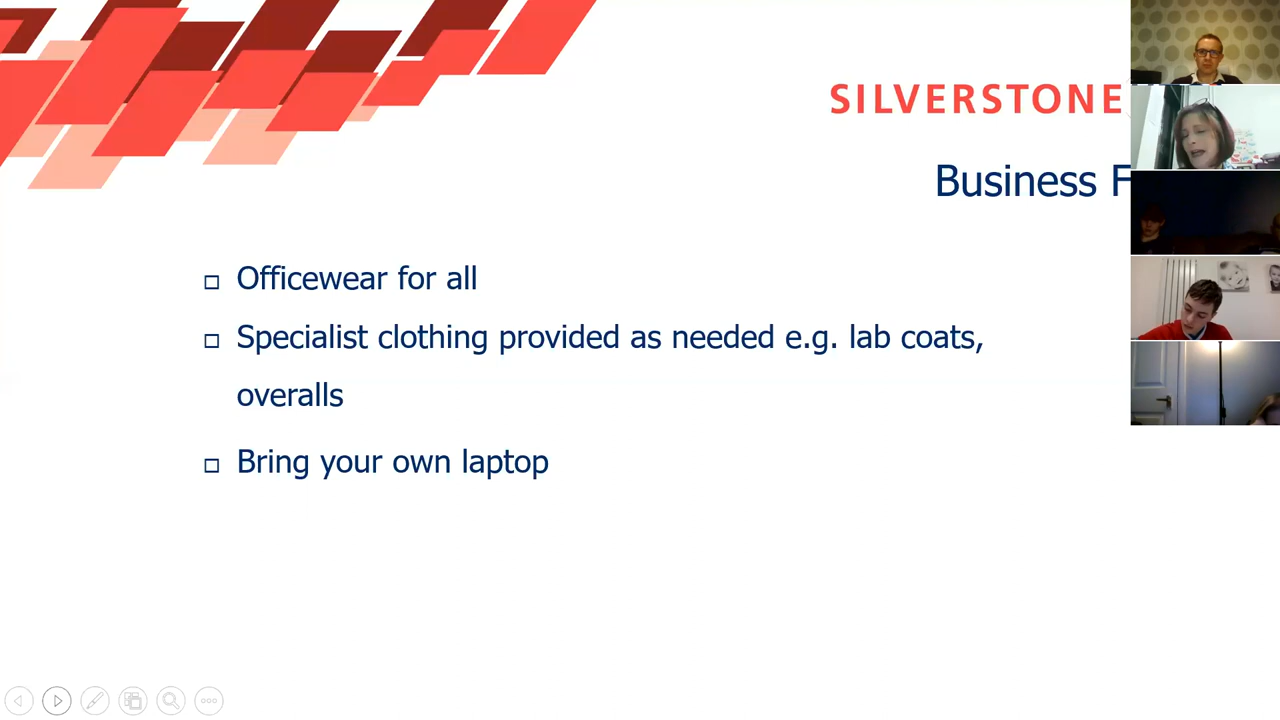 SILVERSTONE
Business
Officewear for all
Specialist clothing provided as needed e.g. lab coats,
overalls
Bring your own laptop